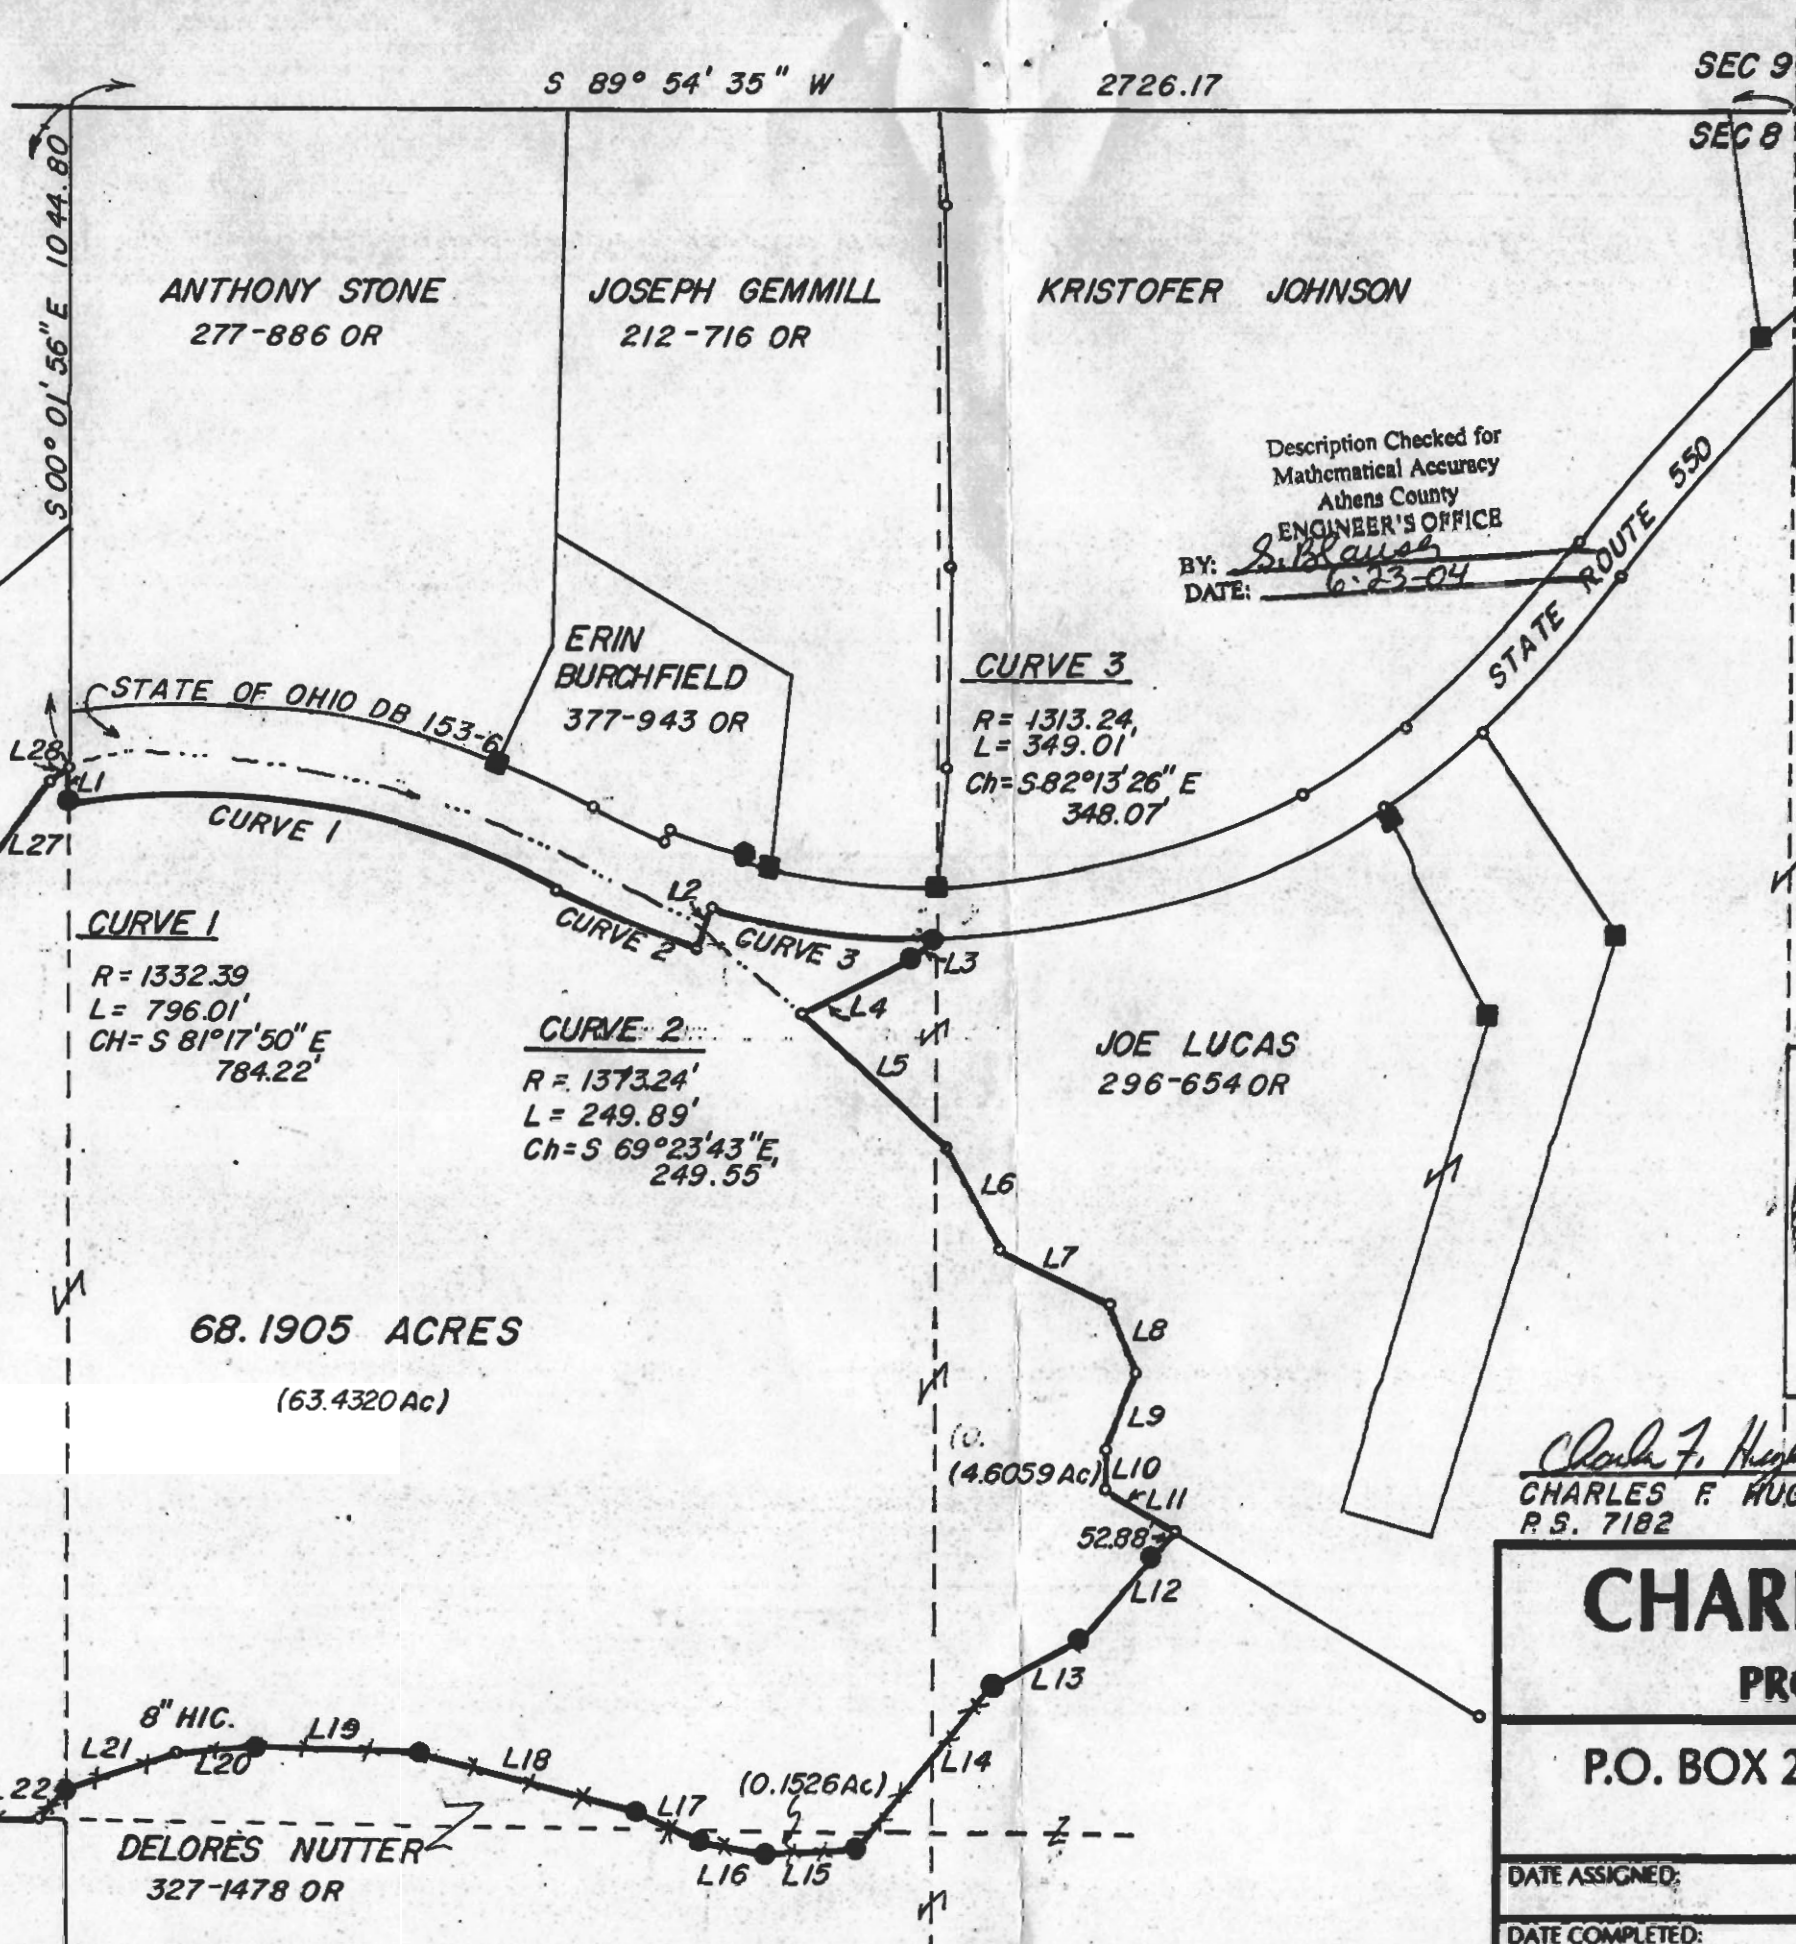 S 89° 54' 35" W 2726.17
SEC 9
SEC 8
S 00° 01' 56" E 1044.80
ANTHONY STONE
277-886 OR
JOSEPH GEMMILL
212-716 OR
KRISTOFER JOHNSON
Description Checked for
Mathematical Accuracy
Athens County
ENGINEER'S OFFICE
BY:
DATE: 6-23-04
STATE ROUTE 550
ERIN
BURCHFIELD
377-943 OR
STATE OF OHIO DB 153-6
CURVE 3
R= 1313.24'
L= 349.01'
Ch=S 82°13'26" E
348.07'
L28
L1
L27
CURVE 1
L2
CURVE 2
CURVE 3
L3
L4
CURVE 1
R= 1332.39
L= 796.01'
CH= S 81°17'50" E
784.22'
CURVE 2
R= 1373.24'
L= 249.89'
Ch=S 69°23'43"E,
249.55'
L5
JOE LUCAS
296-654 OR
L6
L7
L8
L9
68.1905 ACRES
(63.4320 Ac)
(0.
(4.6059 Ac)
L10
L11
52.88'
L12
L13
CHARLES F. HUG
P.S. 7182
CHARL
PRO
P.O. BOX 2
DATE ASSIGNED:
DATE COMPLETED:
8" HIC.
L21
L20
L19
L18
L17
(0.1526Ac)
L14
22
L16
L15
DELORES NUTTER
327-1478 OR